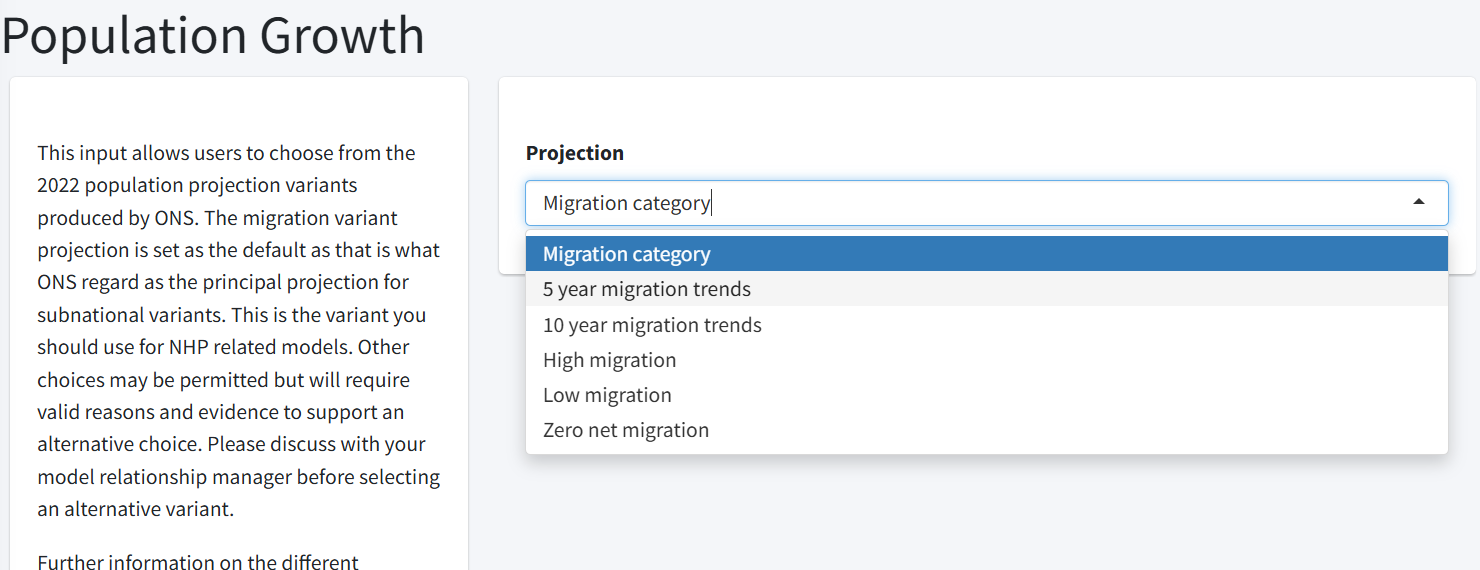 Population Growth
This input allows users to choose from the
2022 population projection variants
produced by ONS. The migration variant
projection is set as the default as that is what
ONS regard as the principal projection for
subnational variants. This is the variant you
should use for NHP related models. Other
choices may be permitted but will require
valid reasons and evidence to support an
alternative choice. Please discuss with your
model relationship manager before selecting
an alternative variant.
Further information on the different
Projection
Migration category
Migration category
5 year migration trends
10 year migration trends
High migration
Low migration
Zero net migration